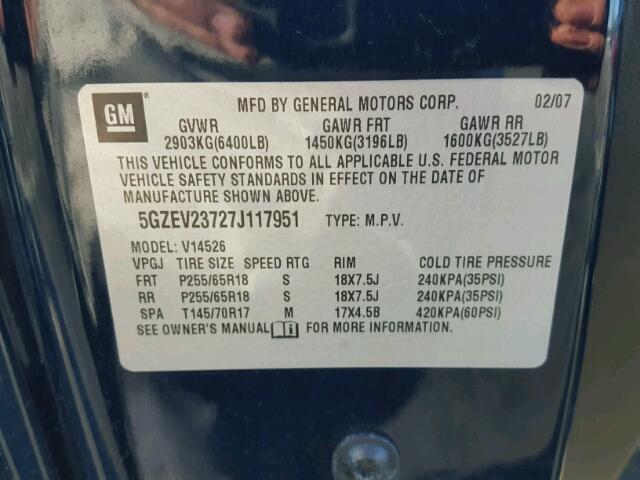 GM ® MFD BY GENERAL MOTORS CORP. 02/07
GVWR GAWR FRT GAWR RR
2903KG(6400LB) 1450KG(3196LB) 1600KG(3527LB)
THIS VEHICLE CONFORMS TO ALL APPLICABLE U.S. FEDERAL MOTOR
VEHICLE SAFETY STANDARDS IN EFFECT ON THE DATE OF
MANUFACTURE SHOWN ABOVE.
5GZEV23727J117951 TYPE: M.P.V.
MODEL: V14526
VPGJ TIRE SIZE SPEED RTG RIM COLD TIRE PRESSURE
FRT P255/65R18 S 18X7.5J 240KPA(35PSI)
RR P255/65R18 S 18X7.5J 240KPA(35PSI)
SPA T145/70R17 M 17X4.5B 420KPA(60PSI)
SEE OWNER'S MANUAL i FOR MORE INFORMATION.